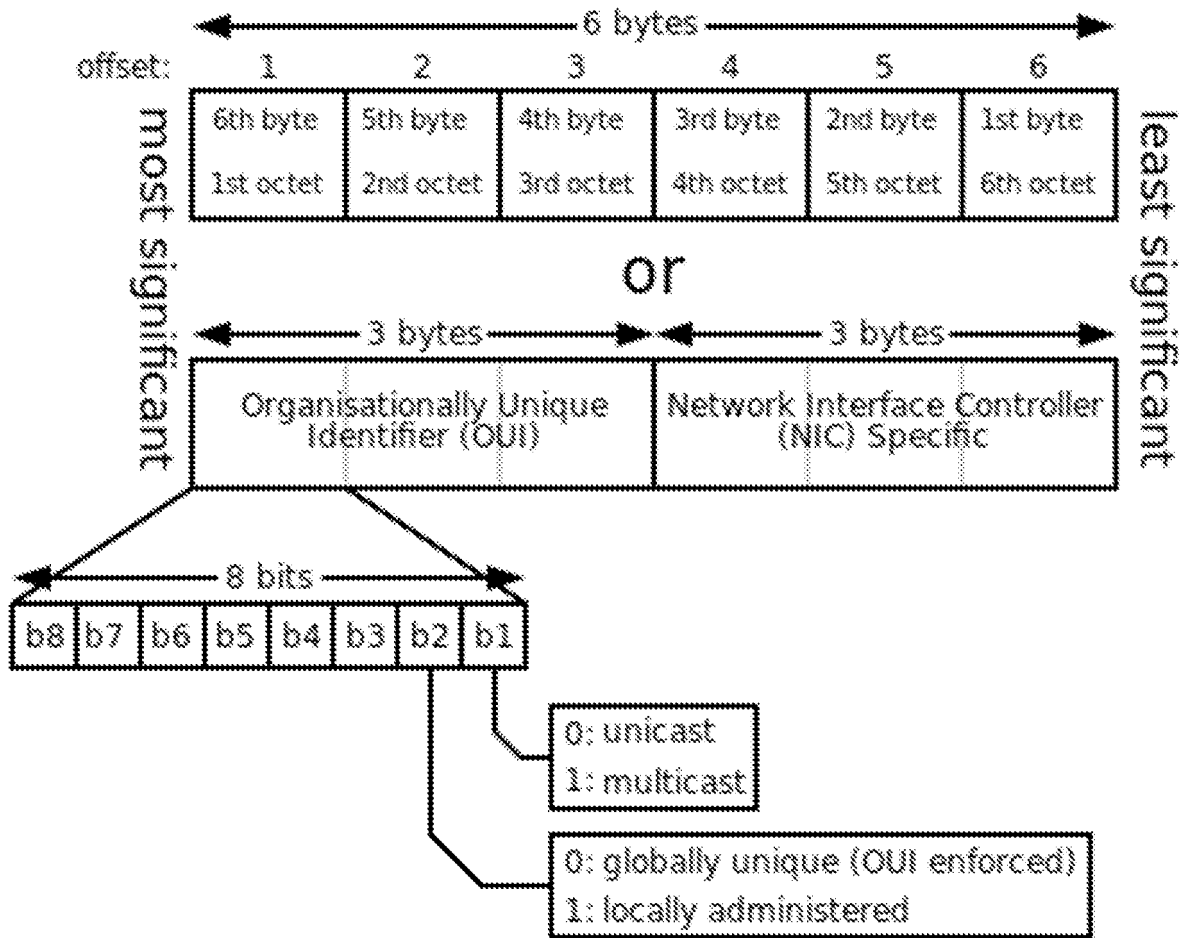 6 bytes
offset: 1 2 3 4 5 6
most significant
6th byte 5th byte 4th byte 3rd byte 2nd byte 1st byte
1st octet 2nd octet 3rd octet 4th octet 5th octet 6th octet
least significant
or
3 bytes 3 bytes
Organisationally Unique
Identifier (OUI)
Network Interface Controller
(NIC) Specific
8 bits
b8 b7 b6 b5 b4 b3 b2 b1
0: unicast
1: multicast
0: globally unique (OUI enforced)
1: locally administered